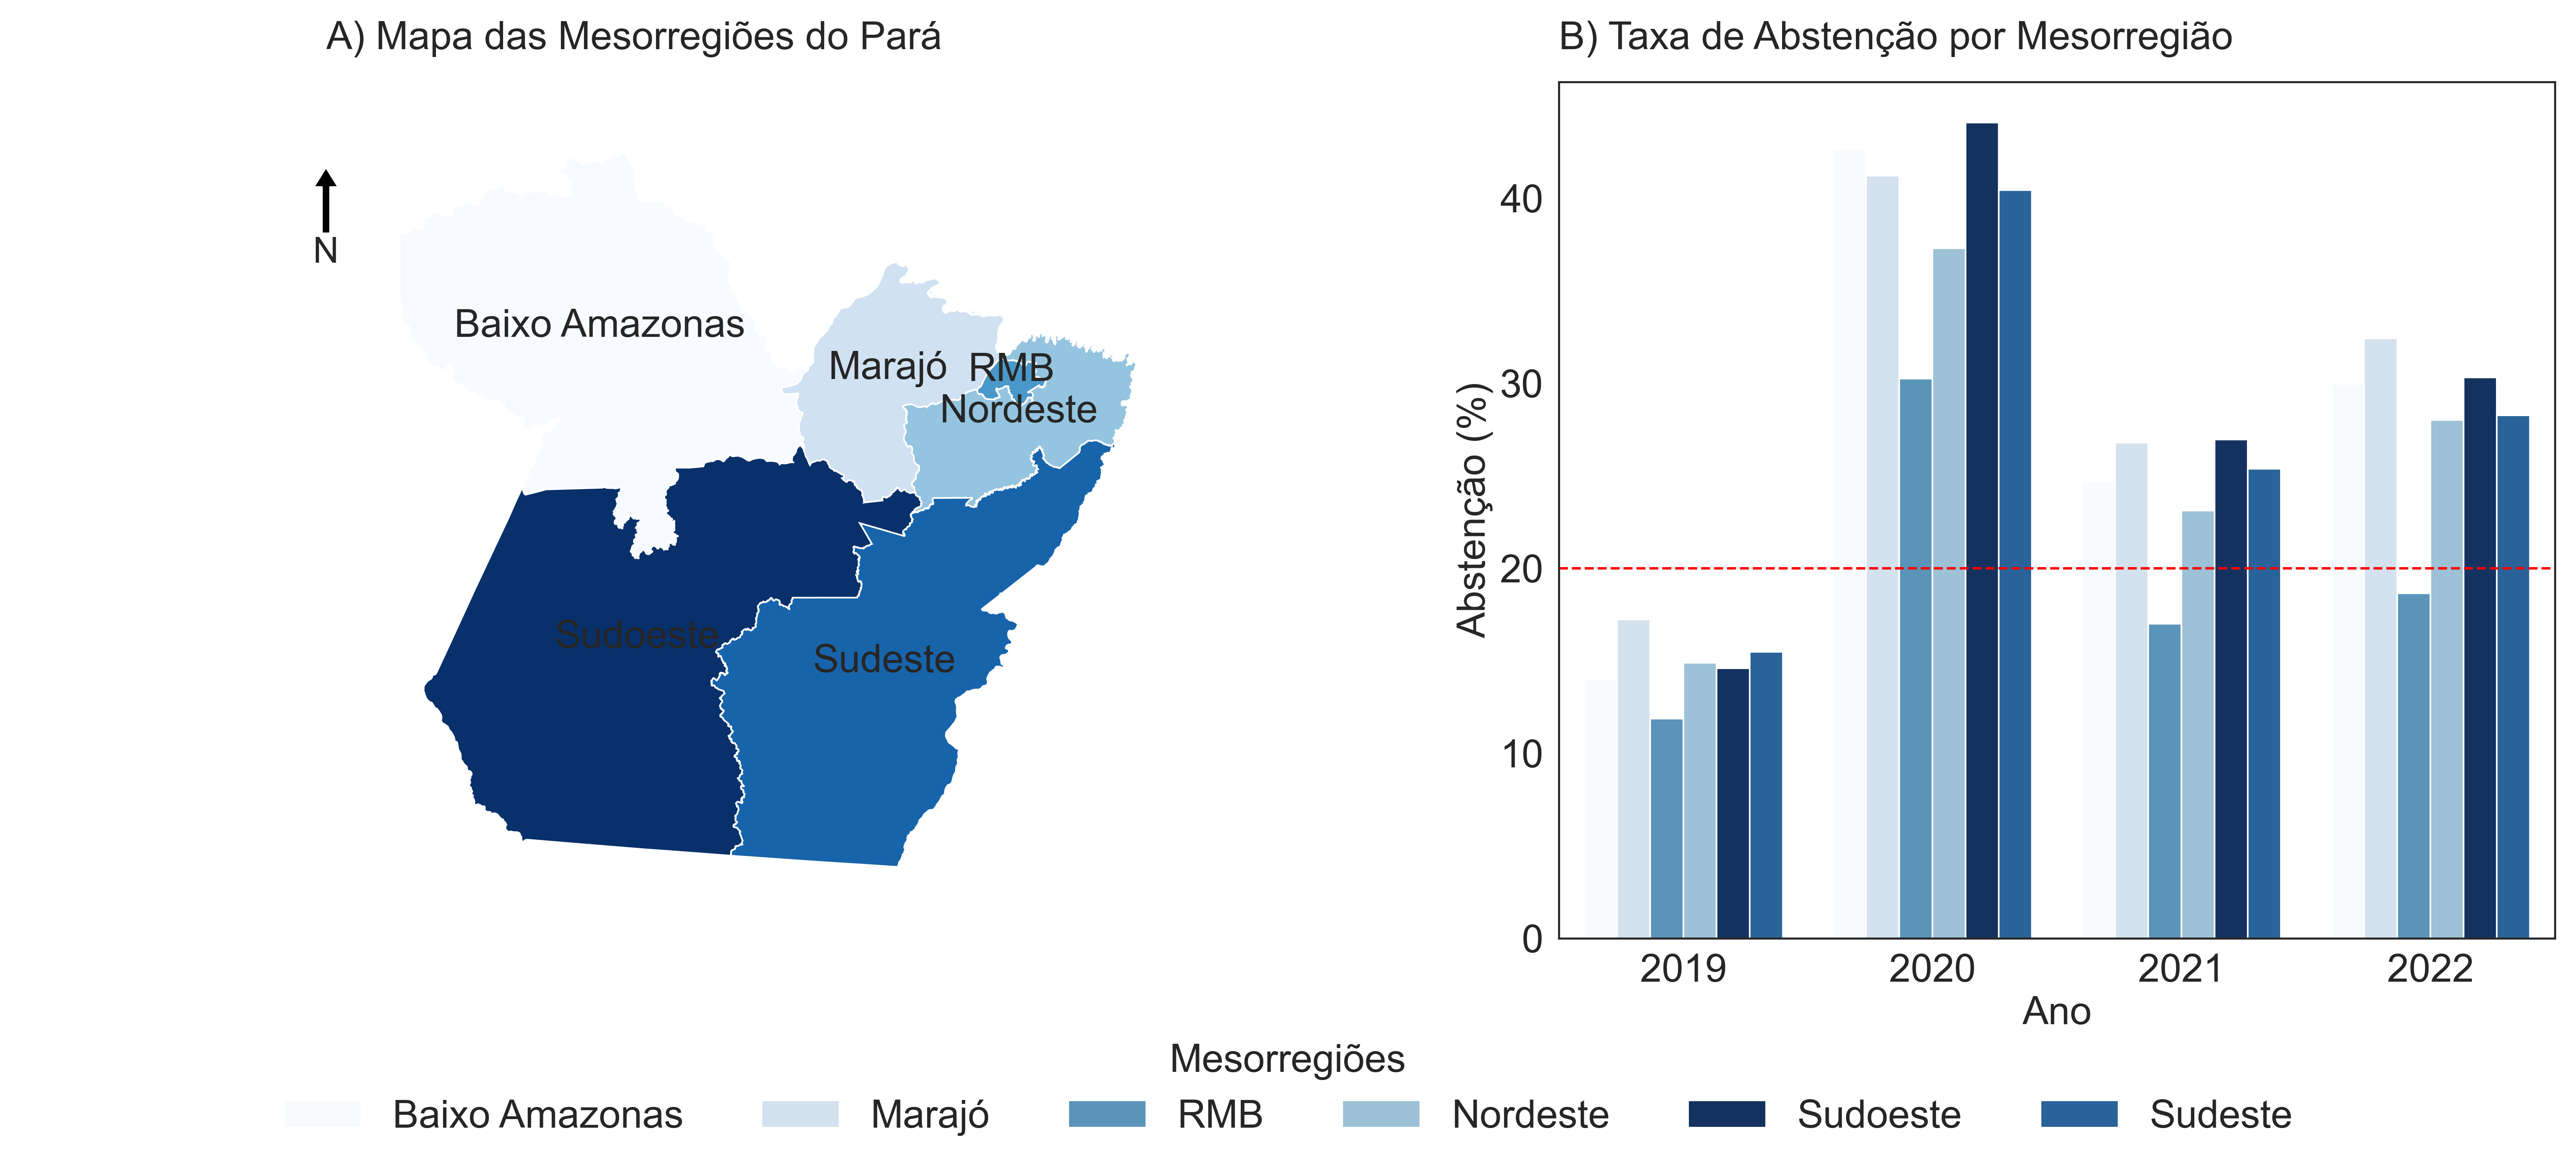 A) Mapa das Mesorregiões do Pará
N
Baixo Amazonas
Marajó
RMB
Nordeste
Sudoeste
Sudeste
B) Taxa de Abstenção por Mesorregião
Abstenção (%)
40
30
20
10
0
2019 2020 2021 2022
Ano
Mesorregiões
Baixo Amazonas Marajó RMB Nordeste Sudoeste Sudeste